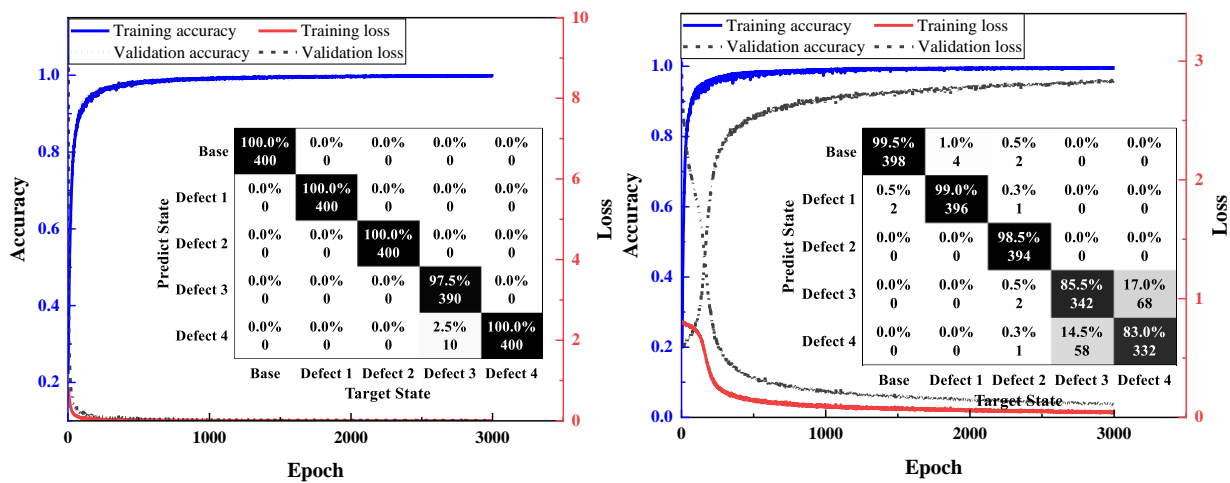 Training accuracy Training loss
Validation accuracy Validation loss
10
8
6
4
2
0
Loss
1.0
0.8
0.6
0.4
0.2
Accuracy
Predict State
Base 100.0% 0.0% 0.0% 0.0% 0.0%
400 0 0 0 0
Defect 1 0.0% 100.0% 0.0% 0.0% 0.0%
0 400 0 0 0
Defect 2 0.0% 0.0% 100.0% 0.0% 0.0%
0 0 400 0 0
Defect 3 0.0% 0.0% 0.0% 97.5% 0.0%
0 0 0 390 0
Defect 4 0.0% 0.0% 0.0% 2.5% 100.0%
0 0 0 10 400
Base Defect 1 Defect 2 Defect 3 Defect 4
Target State
0 1000 2000 3000
Epoch
Training accuracy Training loss
Validation accuracy Validation loss
3
2
1
0
Loss
1.0
0.8
0.6
0.4
0.2
0.0
Accuracy
Predict State
Base 99.5% 1.0% 0.5% 0.0% 0.0%
398 4 2 0 0
Defect 1 0.5% 99.0% 0.3% 0.0% 0.0%
2 396 1 0 0
Defect 2 0.0% 0.0% 98.5% 0.0% 0.0%
0 0 394 0 0
Defect 3 0.0% 0.0% 0.5% 85.5% 17.0%
0 0 2 342 68
Defect 4 0.0% 0.0% 0.3% 14.5% 83.0%
0 0 1 58 332
Base Defect 1 Defect 2 Defect 3 Defect 4
Target State
0 1000 2000 3000
Epoch